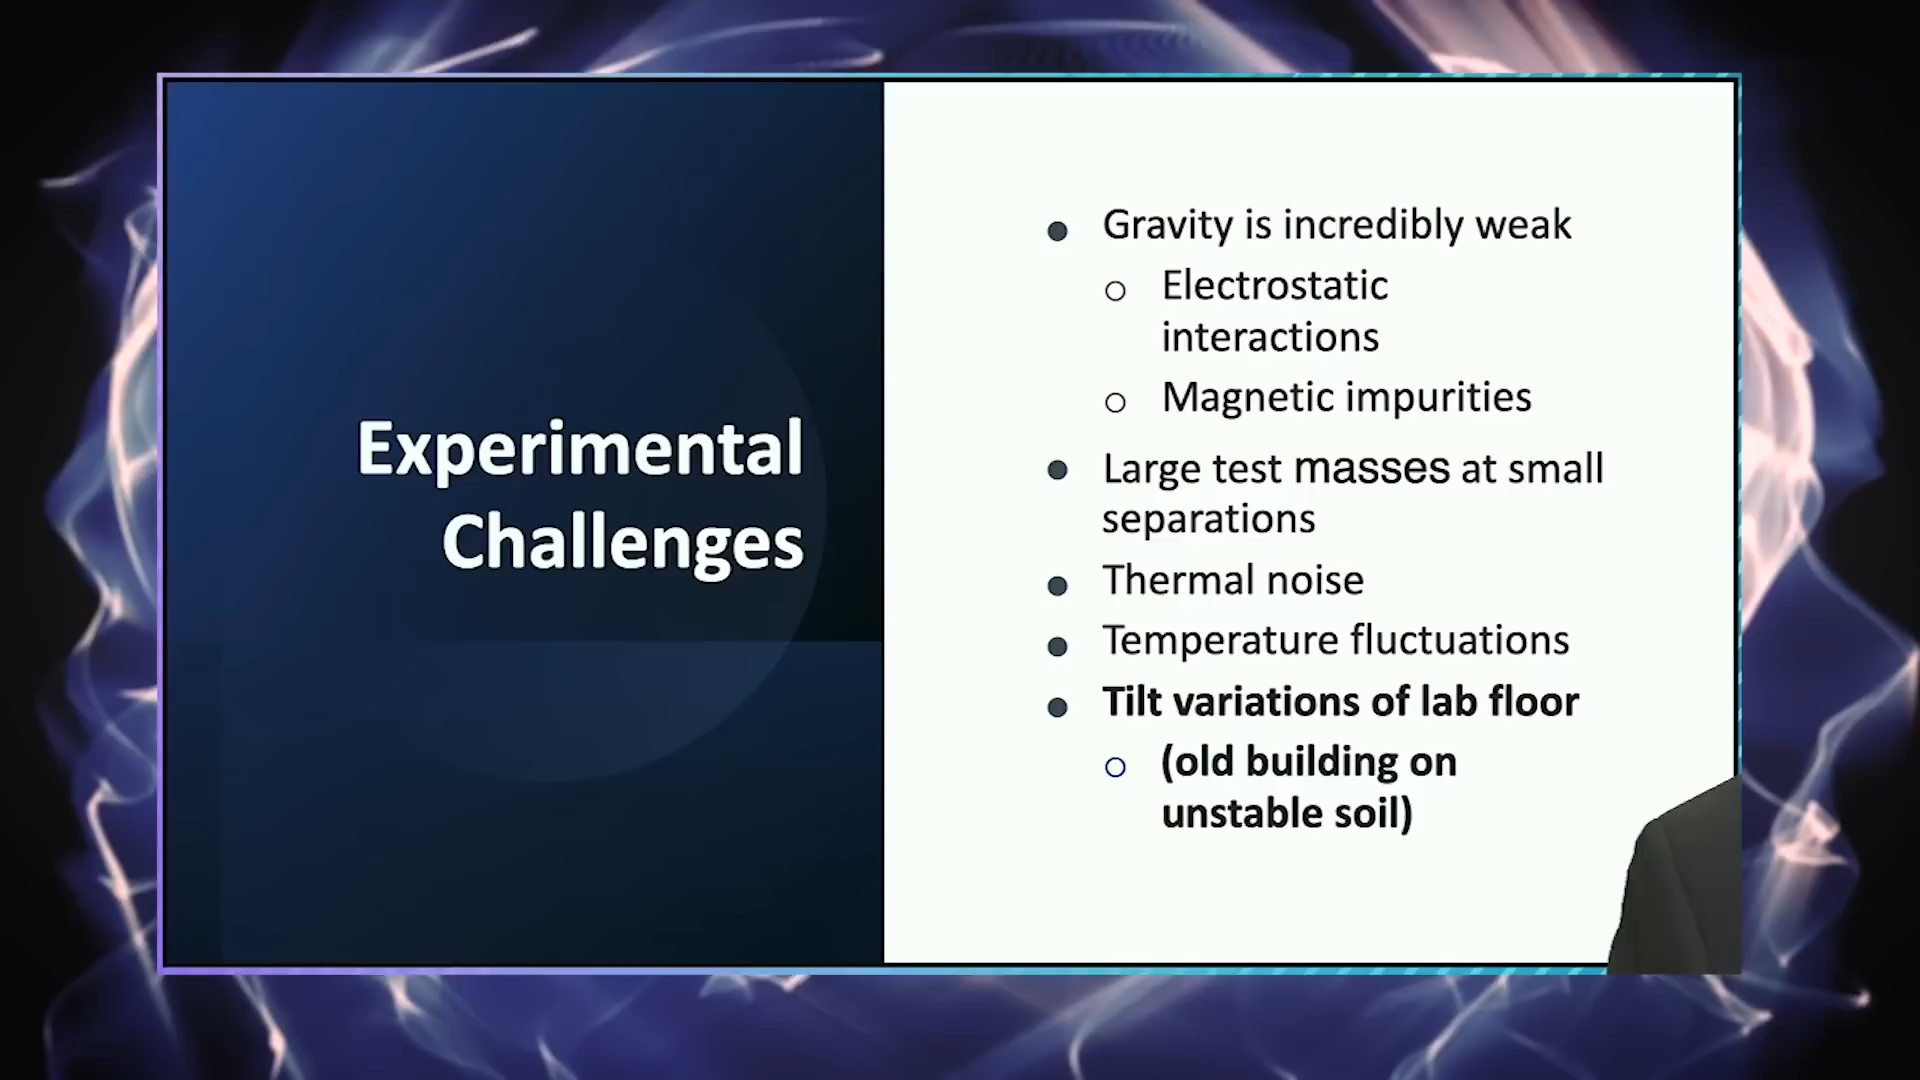 Experimental
Challenges
● Gravity is incredibly weak
○ Electrostatic
interactions
○ Magnetic impurities
● Large test masses at small
separations
● Thermal noise
● Temperature fluctuations
● Tilt variations of lab floor
○ (old building on
unstable soil)